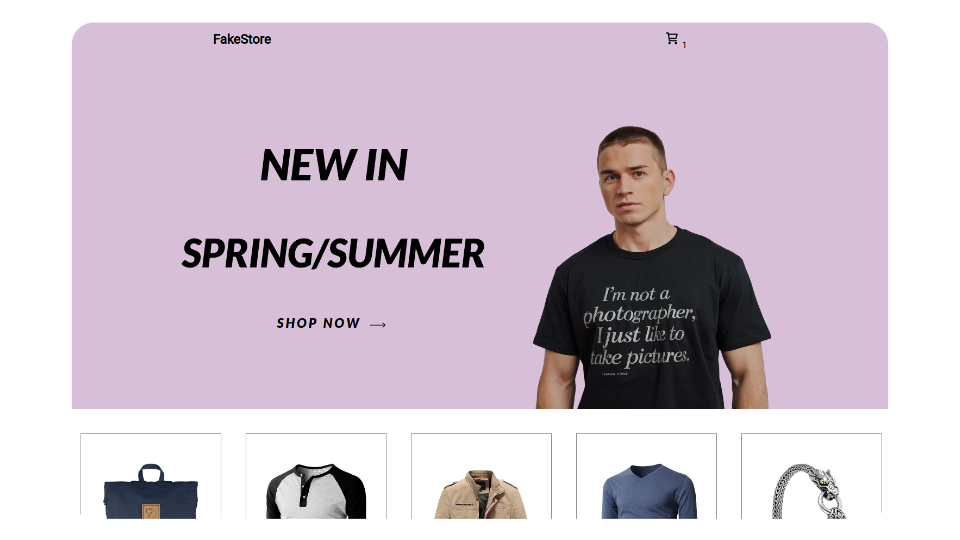 FakeStore
1
NEW IN
SPRING/SUMMER
SHOP NOW
I'm not a
photographer,
I just like to
take pictures.